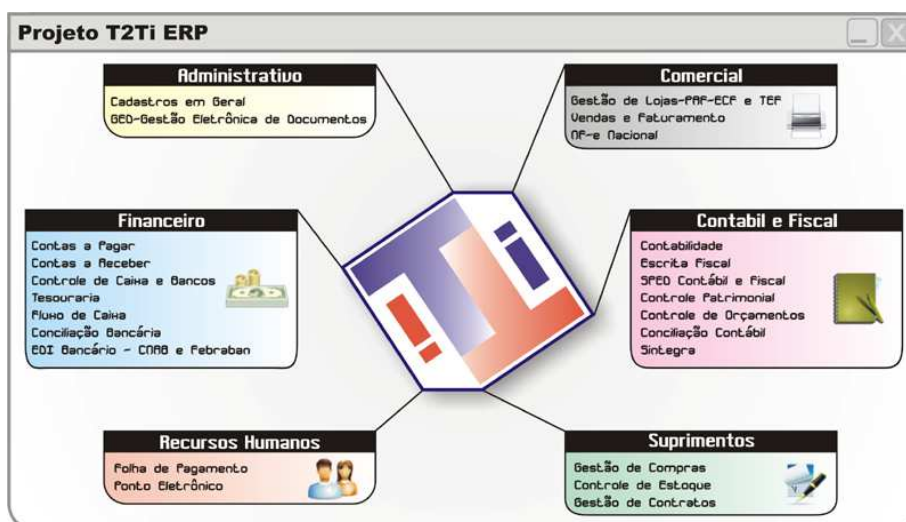 Projeto T2Ti ERP
Administrativo
Cadastros em Geral
GED-Gestão Eletrônica de Documentos
Comercial
Gestão de Lojas-PAF-ECF e TEF
Vendas e Faturamento
NF-e Nacional
Financeiro
Contas a Pagar
Contas a Receber
Controle de Caixa e Bancos
Tesouraria
Fluxo de Caixa
Conciliação Bancária
EDI Bancário - CNAB e Febraban
Contabil e Fiscal
Contabilidade
Escrita Fiscal
SPED Contábil e Fiscal
Controle Patrimonial
Controle de Orçamentos
Conciliação Contábil
Sintegra
Recursos Humanos
Folha de Pagamento
Ponto Eletrônico
Suprimentos
Gestão de Compras
Controle de Estoque
Gestão de Contratos